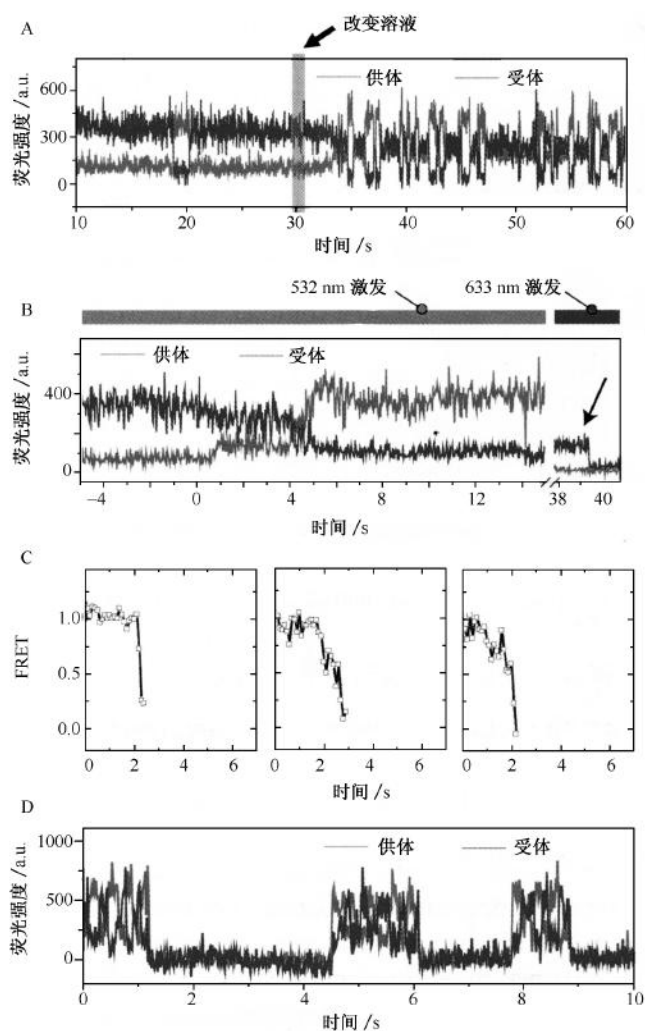 A
改变溶液
供体 受体
荧光强度 /a.u.
600
300
0
10 20 30 40 50 60
时间 /s
B
532 nm 激发 633 nm 激发
供体 受体
荧光强度 /a.u.
400
0
−4 0 4 8 12 38 40
时间 /s
C
FRET
1.0
0.5
0.0
0 2 4 6 0 2 4 6 0 2 4 6
时间 /s
D
供体 受体
荧光强度 /a.u.
1000
500
0
0 2 4 6 8 10
时间 /s